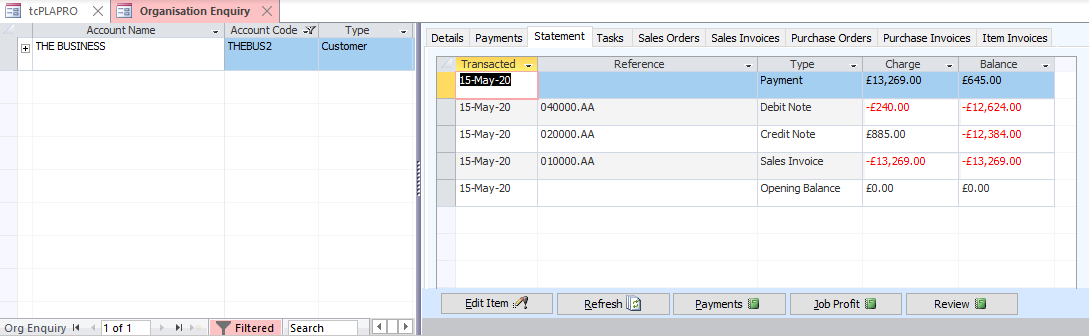 tcPLAPRO Organisation Enquiry
Account Name Account Code Type
THE BUSINESS THEBUS2 Customer
Details Payments Statement Tasks Sales Orders Sales Invoices Purchase Orders Purchase Invoices Item Invoices
Transacted Reference Type Charge Balance
15-May-20 Payment £13,269.00 £645.00
15-May-20 040000.AA Debit Note -£240.00 -£12,624.00
15-May-20 020000.AA Credit Note £885.00 -£12,384.00
15-May-20 010000.AA Sales Invoice -£13,269.00 -£13,269.00
15-May-20 Opening Balance £0.00 £0.00
Edit Item Refresh Payments Job Profit Review
Org Enquiry 1 of 1 Filtered Search